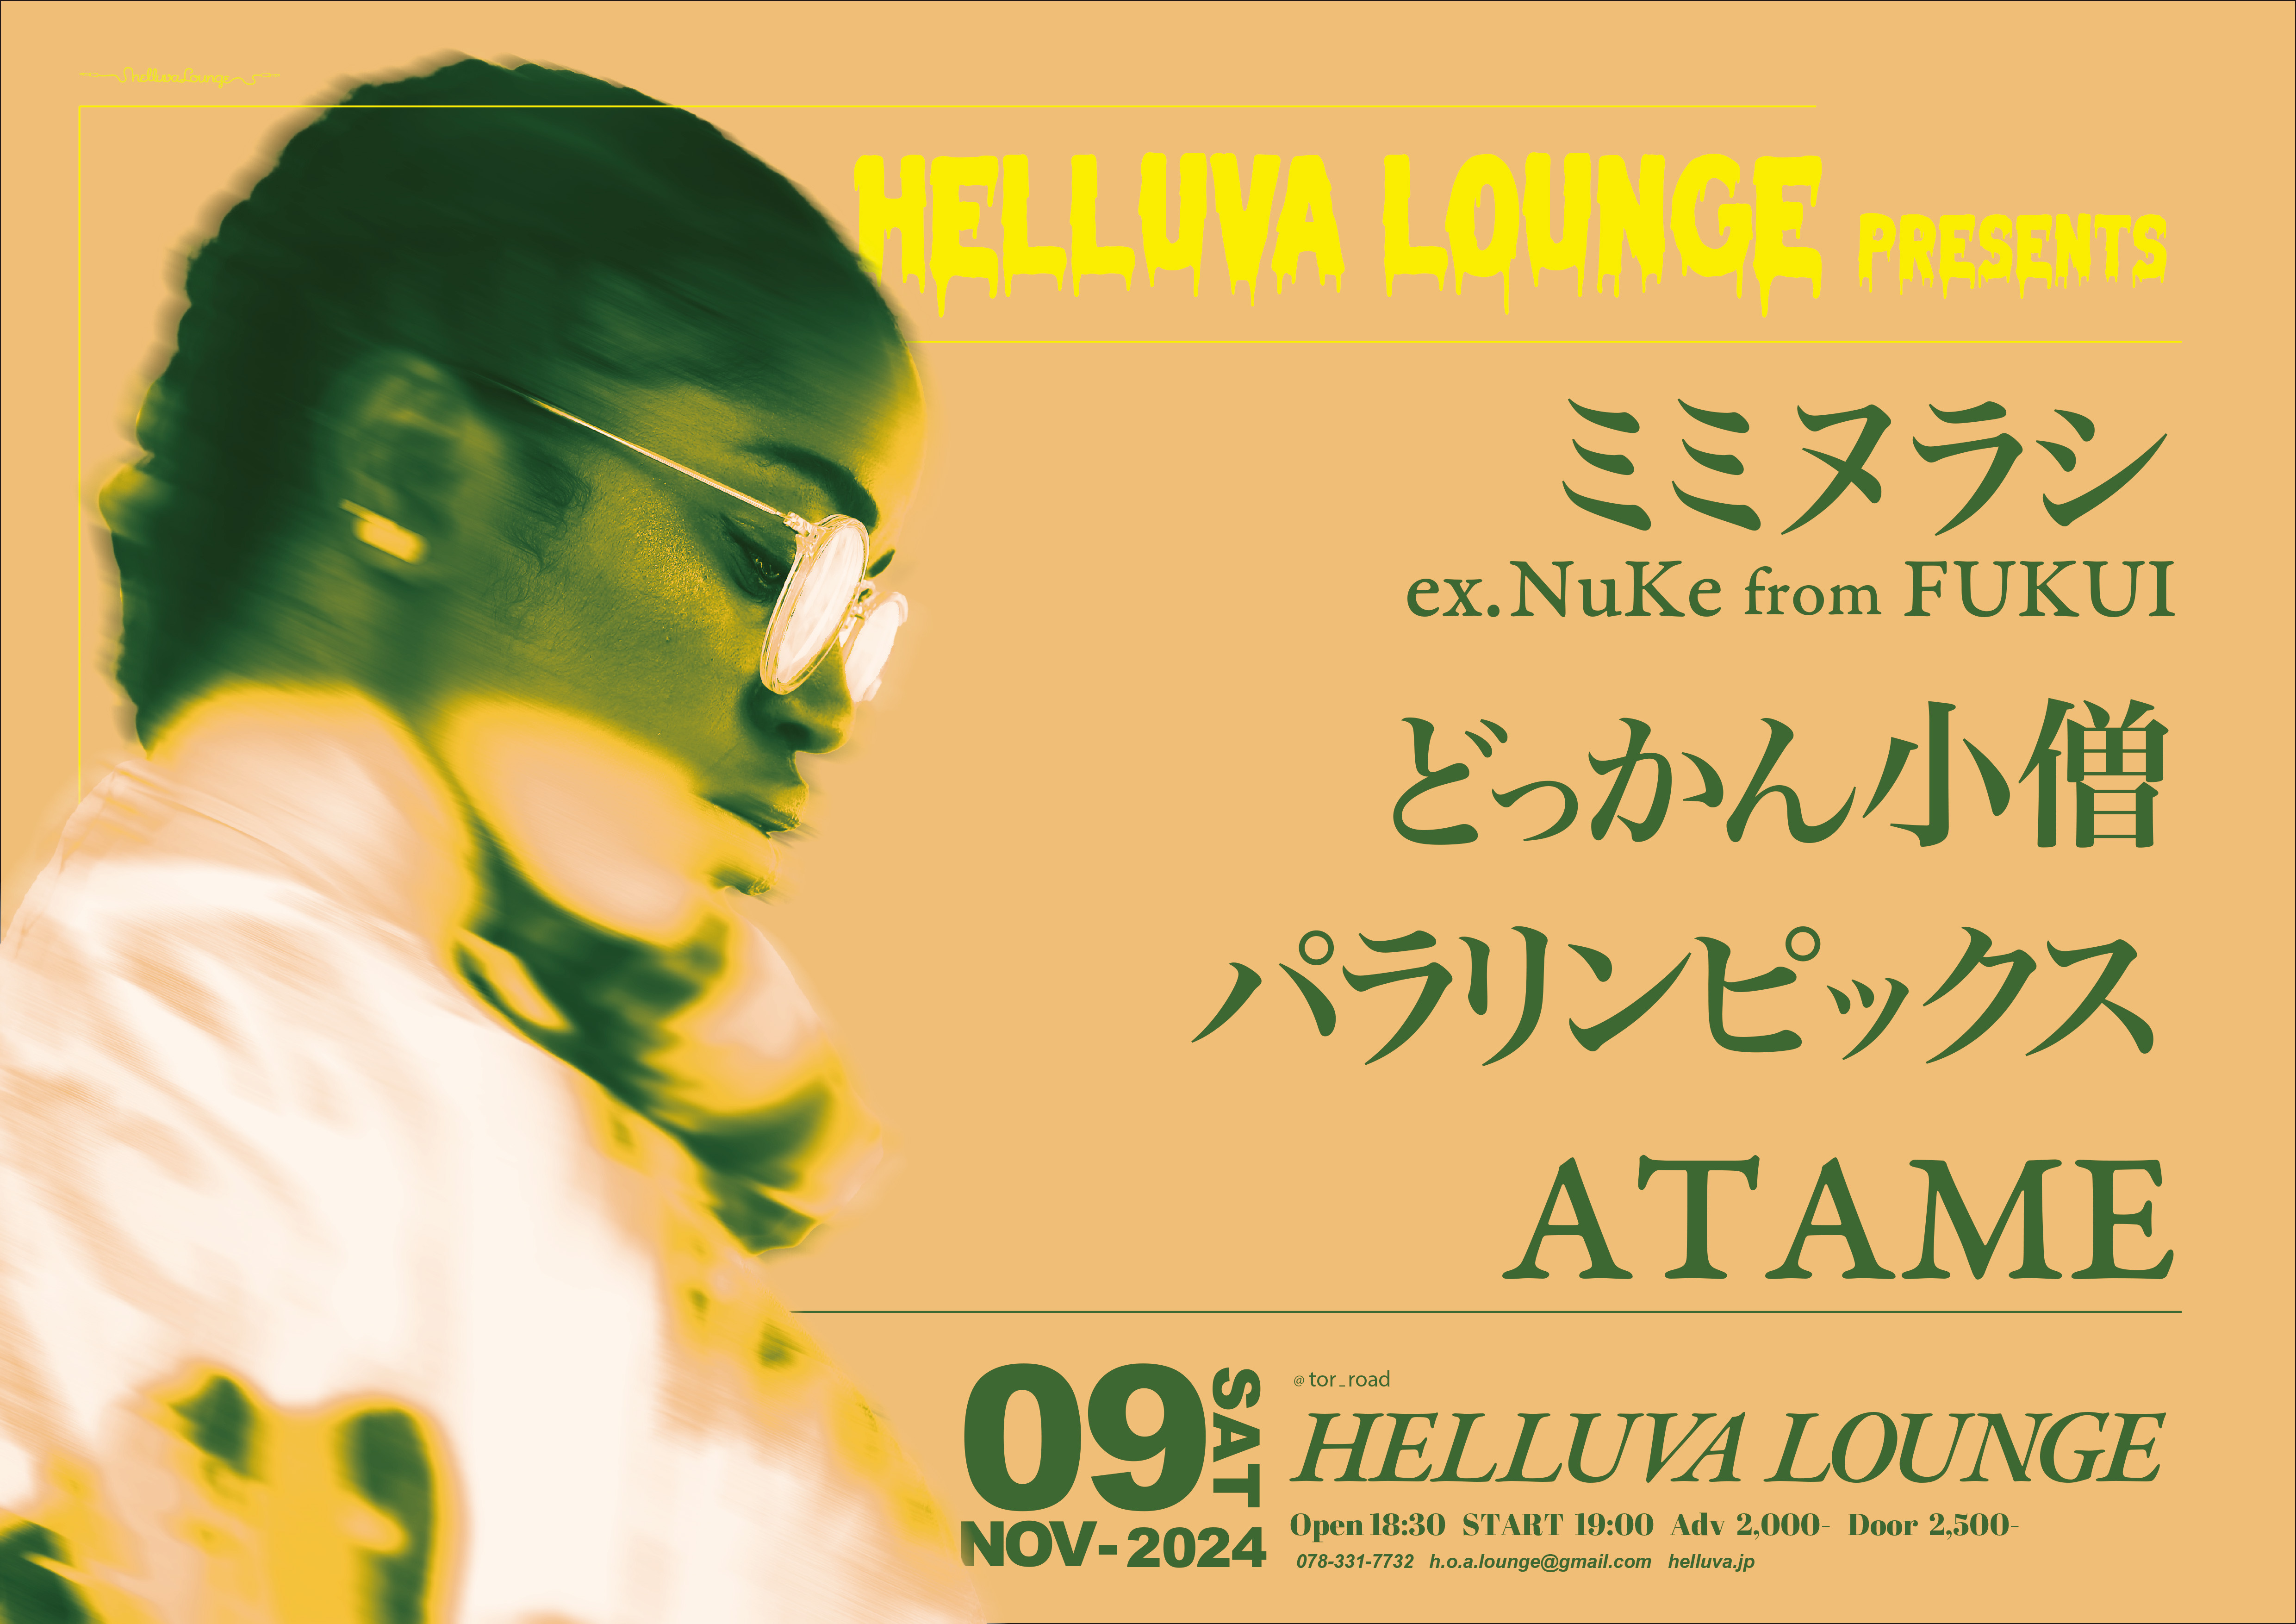 helluva Lounge
HELLUVA LOUNGE PRESENTS
ミミヌラシ
ex.NuKe from FUKUI
どっかん小僧
パラリンピックス
ATAME
09 SAT
NOV-2024
@tor_road
HELLUVA LOUNGE
Open 18:30 START 19:00 Adv 2,000- Door 2,500-
078-331-7732 h.o.a.lounge@gmail.com helluva.jp